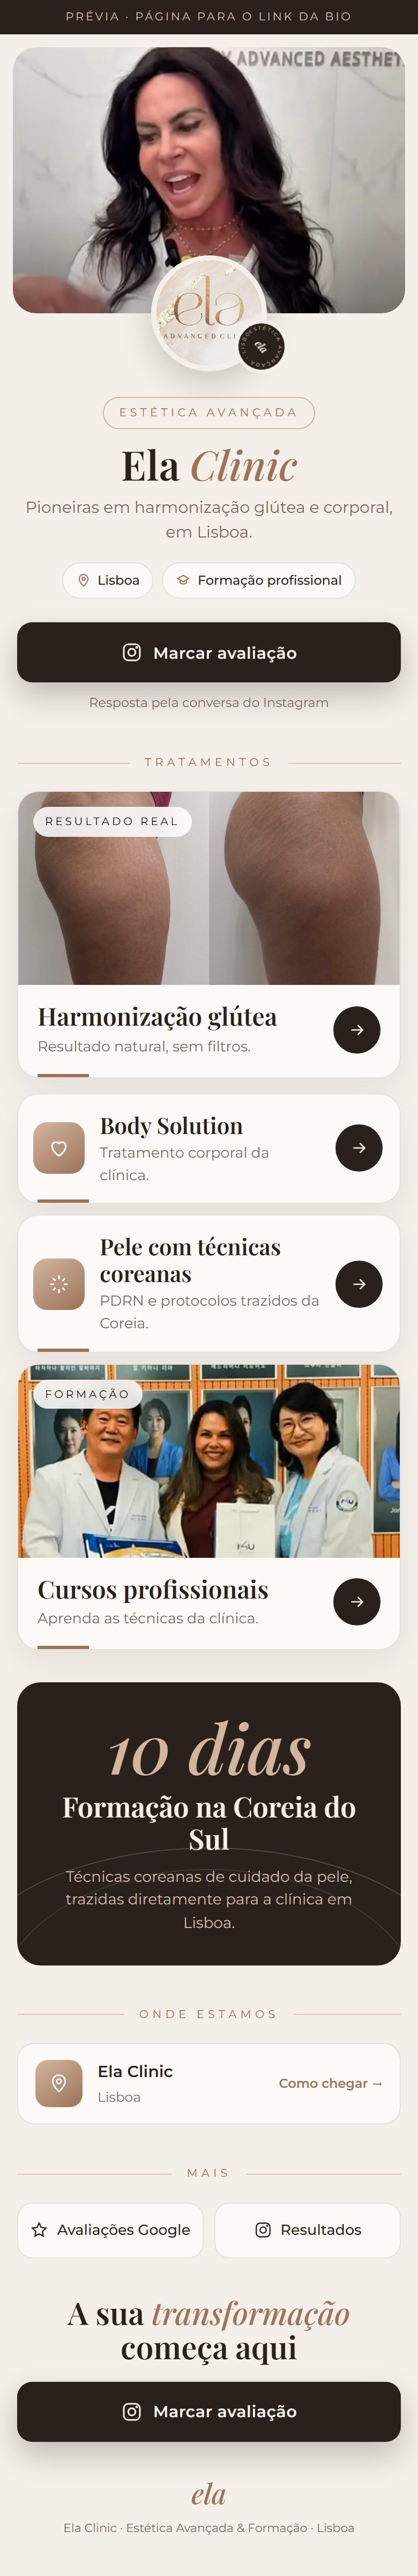 PRÉVIA · PÁGINA PARA O LINK DA BIO
Y ADVANCED AESTHET
ela
ADVANCED CLI
ela
ESTÉTICA AVANÇADA
Ela Clinic
Pioneiras em harmonização glútea e corporal,
em Lisboa.
Lisboa
Formação profissional
Marcar avaliação
Resposta pela conversa do Instagram
TRATAMENTOS
RESULTADO REAL
Harmonização glútea
Resultado natural, sem filtros.
Body Solution
Tratamento corporal da
clínica.
Pele com técnicas
coreanas
PDRN e protocolos trazidos da
Coreia.
FORMAÇÃO
Cursos profissionais
Aprenda as técnicas da clínica.
10 dias
Formação na Coreia do
Sul
Técnicas coreanas de cuidado da pele,
trazidas diretamente para a clínica em
Lisboa.
ONDE ESTAMOS
Ela Clinic
Lisboa
Como chegar →
MAIS
Avaliações Google
Resultados
A sua transformação
começa aqui
Marcar avaliação
ela
Ela Clinic · Estética Avançada & Formação · Lisboa